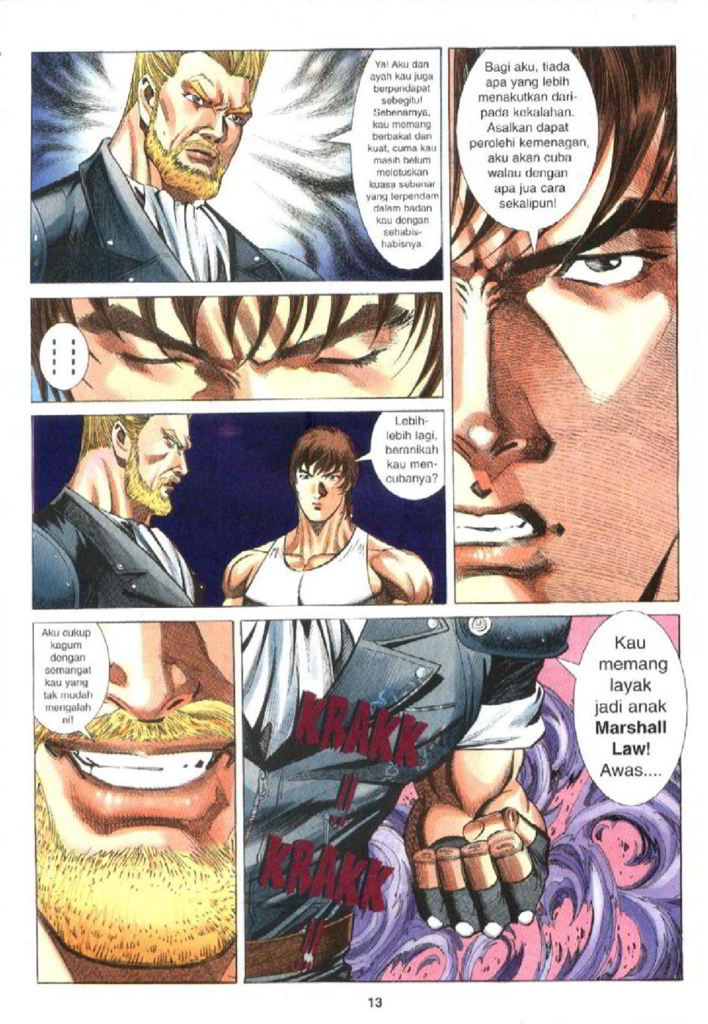 Ya! Aku dan
ayah kau juga
berpendapat
sebegitu!
Sebenarnya,
kau memang
berbakat dan
kuat, cuma kau
masih belum
meletuskan
kuasa sebenar
yang terpendam
dalam badan
kau dengan
sehabis-
habisnya.
Bagi aku, tiada
apa yang lebih
menakutkan dari-
pada kekalahan.
Asalkan dapat
perolehi kemenagan,
aku akan cuba
walau dengan
apa jua cara
sekalipun!
Lebih-
lebih lagi,
beranikah
kau men-
cubanya?
Aku cukup
kagum
dengan
semangat
kau yang
tak mudah
mengalah
ni!
KRAKK
!!
KRAKK
!!
Kau
memang
layak
jadi anak
Marshall
Law!
Awas....
13